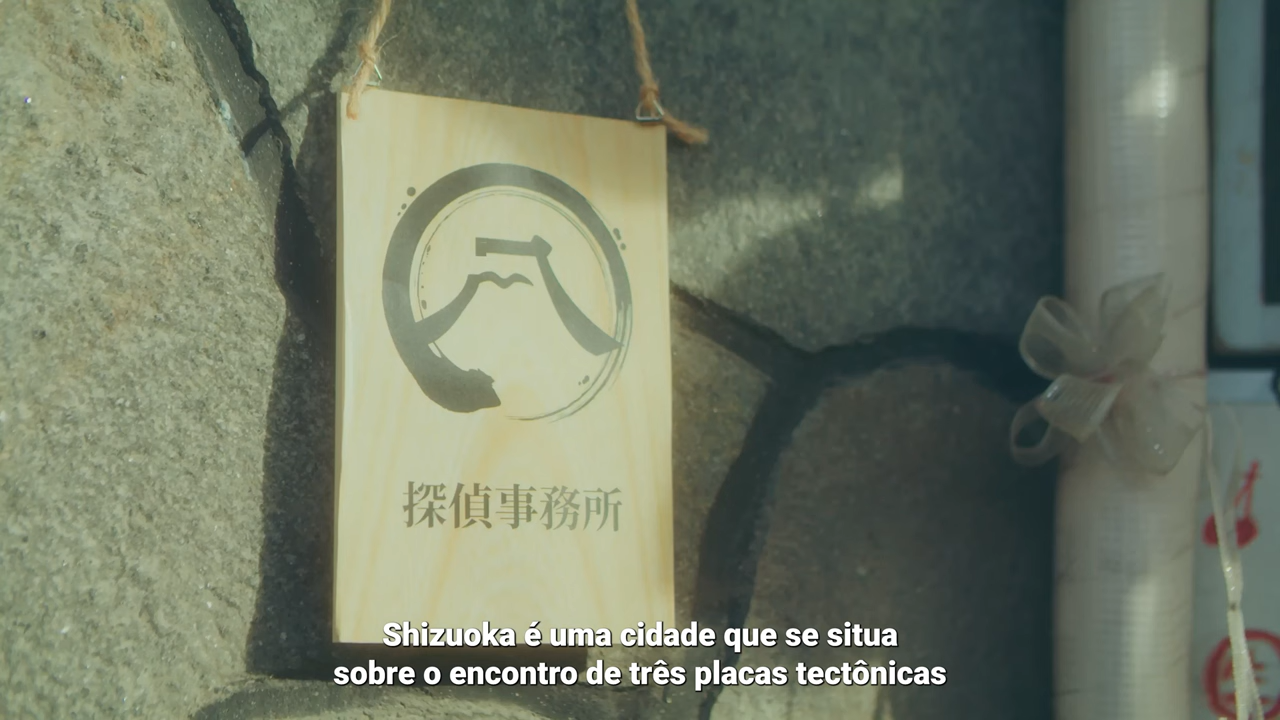 探偵事務所
Shizuoka é uma cidade que se situa
sobre o encontro de três placas tectônicas